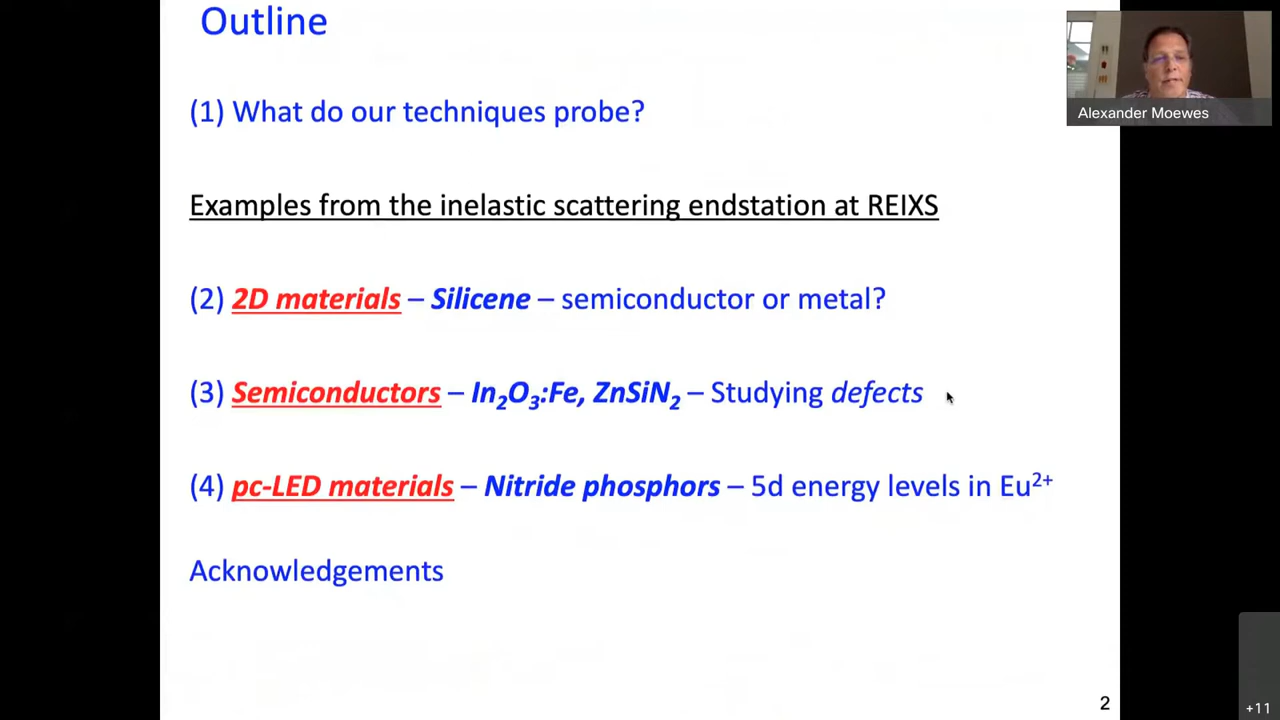 Outline
Alexander Moewes
(1) What do our techniques probe?
Examples from the inelastic scattering endstation at REIXS
(2) 2D materials – Silicene – semiconductor or metal?
(3) Semiconductors – In₂O₃:Fe, ZnSiN₂ – Studying defects
(4) pc-LED materials – Nitride phosphors – 5d energy levels in Eu²⁺
Acknowledgements
2
+11